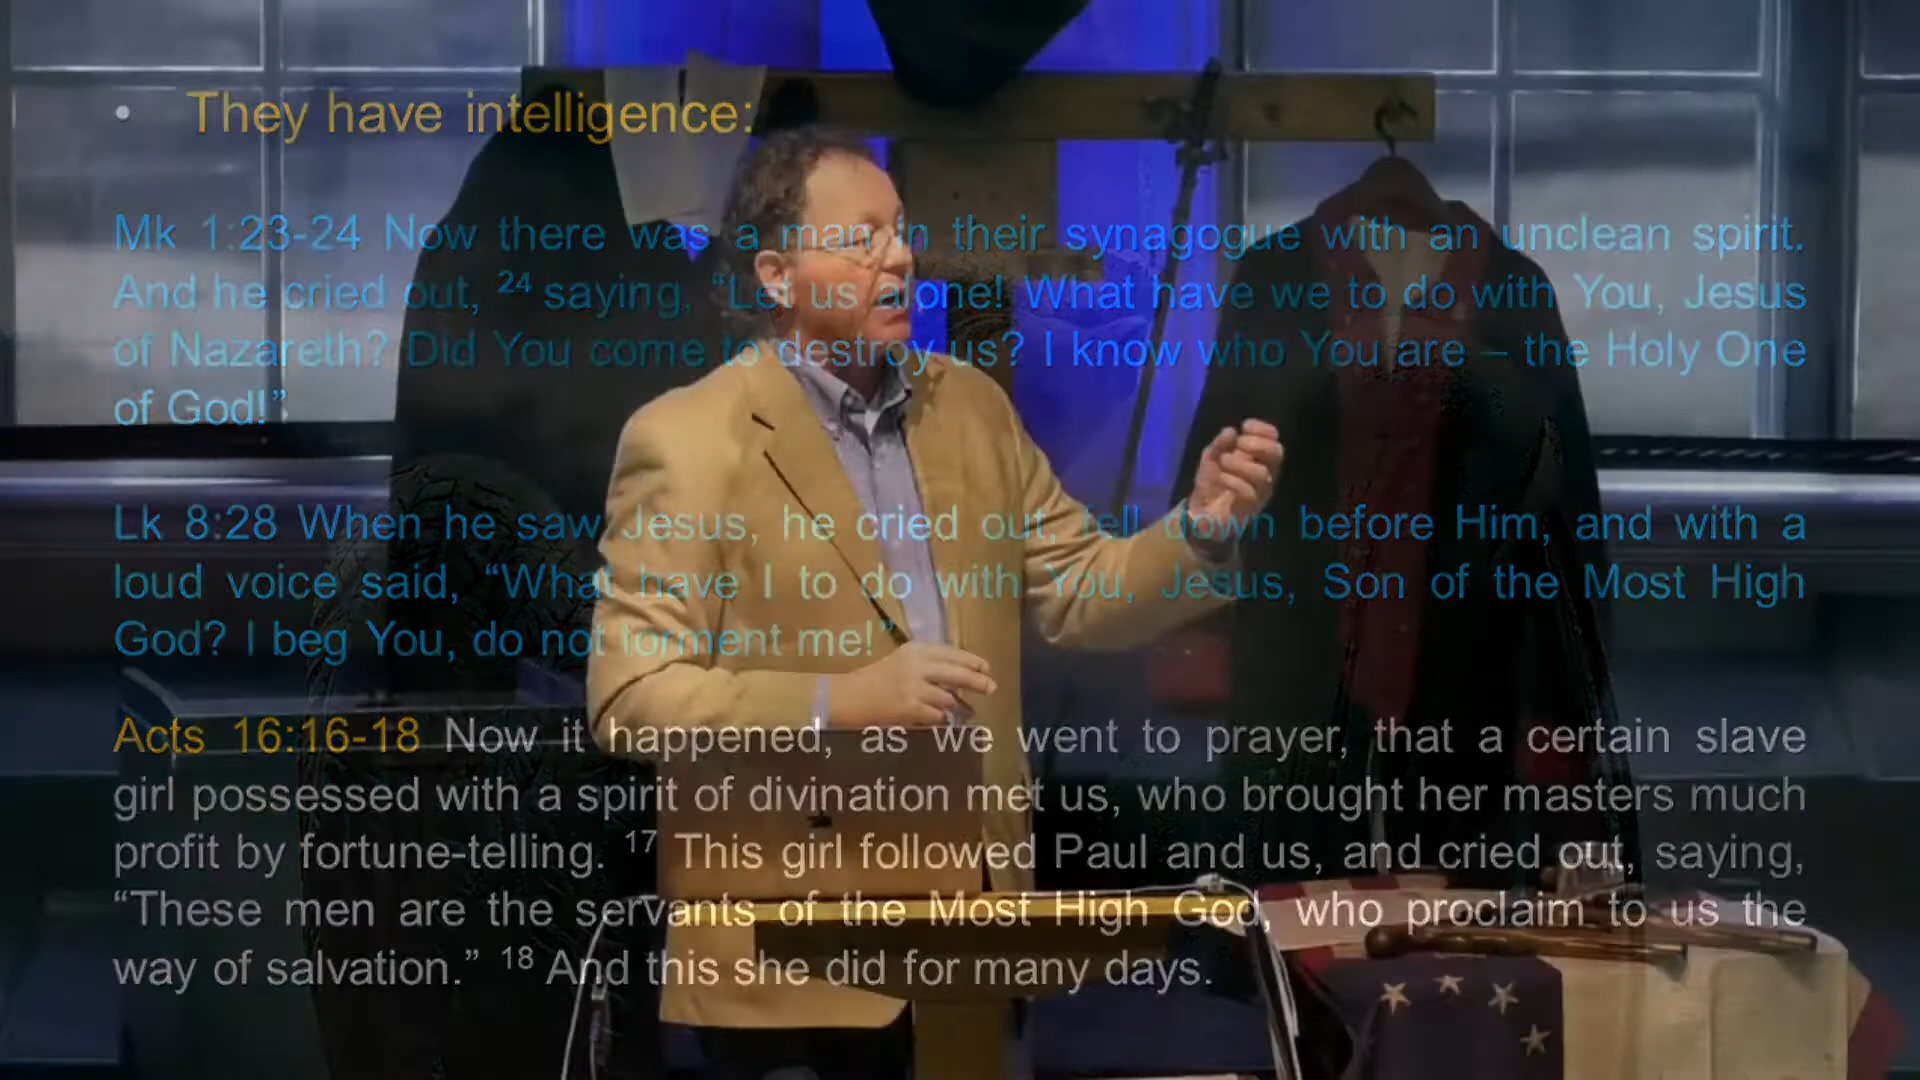 • They have intelligence:
Mk 1:23-24 Now there was a man in their synagogue with an unclean spirit.
And he cried out, ²⁴ saying, “Let us alone! What have we to do with You, Jesus
of Nazareth? Did You come to destroy us? I know who You are – the Holy One
of God!”
Lk 8:28 When he saw Jesus, he cried out, fell down before Him, and with a
loud voice said, “What have I to do with You, Jesus, Son of the Most High
God? I beg You, do not torment me!”
Acts 16:16-18 Now it happened, as we went to prayer, that a certain slave
girl possessed with a spirit of divination met us, who brought her masters much
profit by fortune-telling. ¹⁷ This girl followed Paul and us, and cried out, saying,
“These men are the servants of the Most High God, who proclaim to us the
way of salvation.” ¹⁸ And this she did for many days.